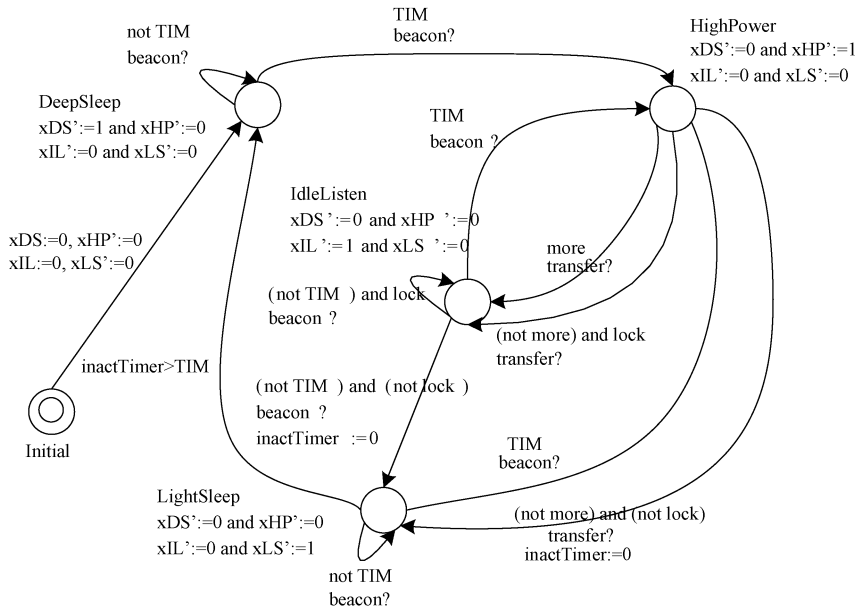 TIM
beacon?
not TIM
beacon?
HighPower
xDS’:=0 and xHP’:=1
xIL’:=0 and xLS’:=0
DeepSleep
xDS’:=1 and xHP’:=0
xIL’:=0 and xLS’:=0
TIM
beacon ?
IdleListen
xDS ’:= 0 and xHP ’:= 0
xIL ’:= 1 and xLS ’:= 0
xDS:=0, xHP’:=0
xIL:=0, xLS’:=0
more
transfer?
(not TIM ) and lock
beacon ?
(not more) and lock
transfer?
inactTimer>TIM
(not TIM ) and (not lock )
beacon ?
inactTimer := 0
Initial
TIM
beacon?
LightSleep
xDS’:=0 and xHP’:=0
xIL’:=0 and xLS’:=1
(not more) and (not lock)
transfer?
inactTimer:=0
not TIM
beacon?